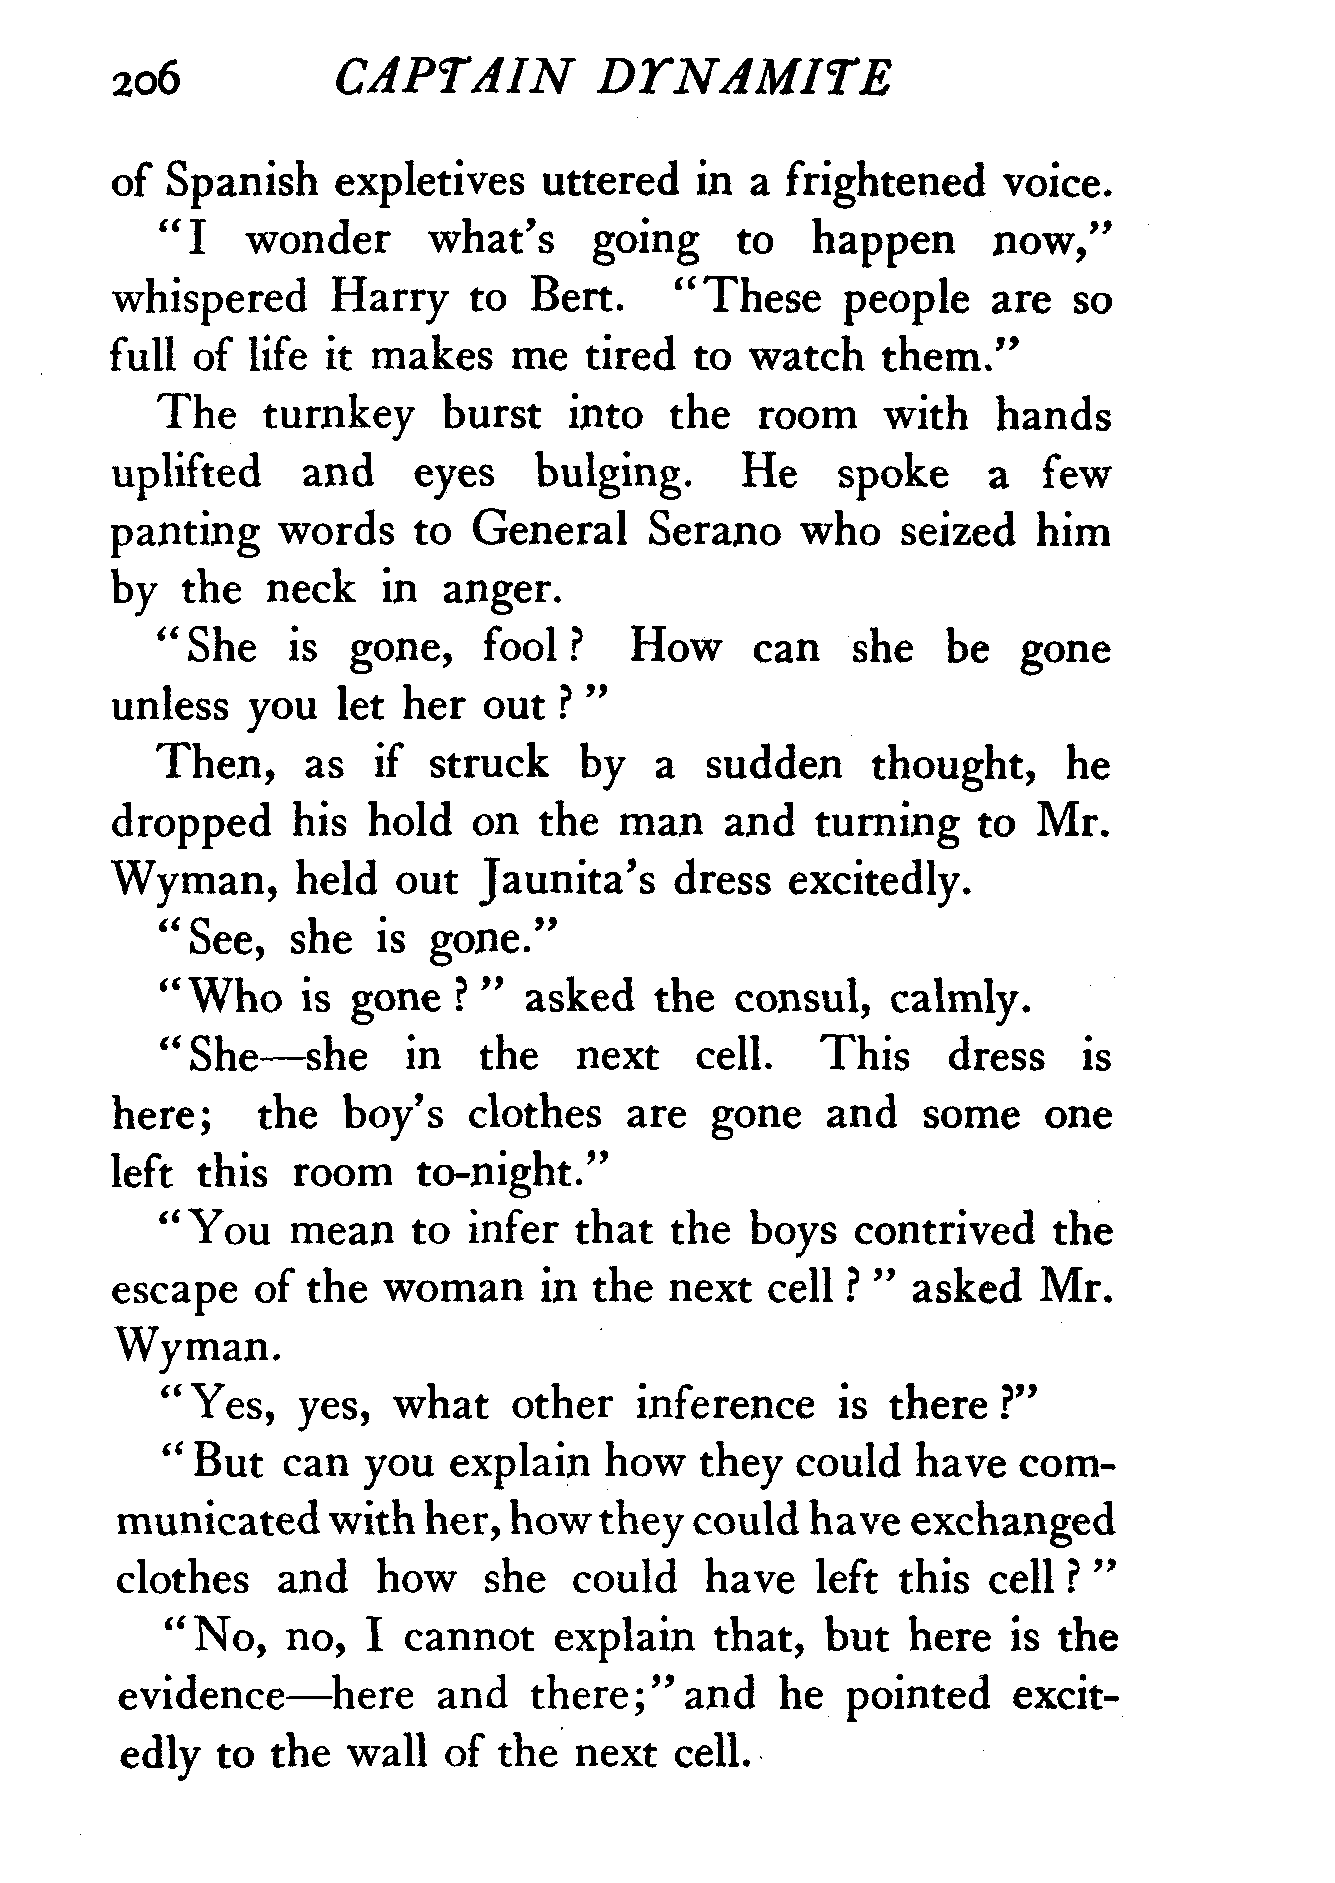 206 CAPTAIN DYNAMITE
of Spanish expletives uttered in a frightened voice.
“I wonder what’s going to happen now,”
whispered Harry to Bert. “These people are so
full of life it makes me tired to watch them.”
The turnkey burst into the room with hands
uplifted and eyes bulging. He spoke a few
panting words to General Serano who seized him
by the neck in anger.
“She is gone, fool? How can she be gone
unless you let her out?”
Then, as if struck by a sudden thought, he
dropped his hold on the man and turning to Mr.
Wyman, held out Jaunita’s dress excitedly.
“See, she is gone.”
“Who is gone?” asked the consul, calmly.
“She—she in the next cell. This dress is
here; the boy’s clothes are gone and some one
left this room to-night.”
“You mean to infer that the boys contrived the
escape of the woman in the next cell?” asked Mr.
Wyman.
“Yes, yes, what other inference is there?”
“But can you explain how they could have com-
municated with her, how they could have exchanged
clothes and how she could have left this cell?”
“No, no, I cannot explain that, but here is the
evidence—here and there;” and he pointed excit-
edly to the wall of the next cell.